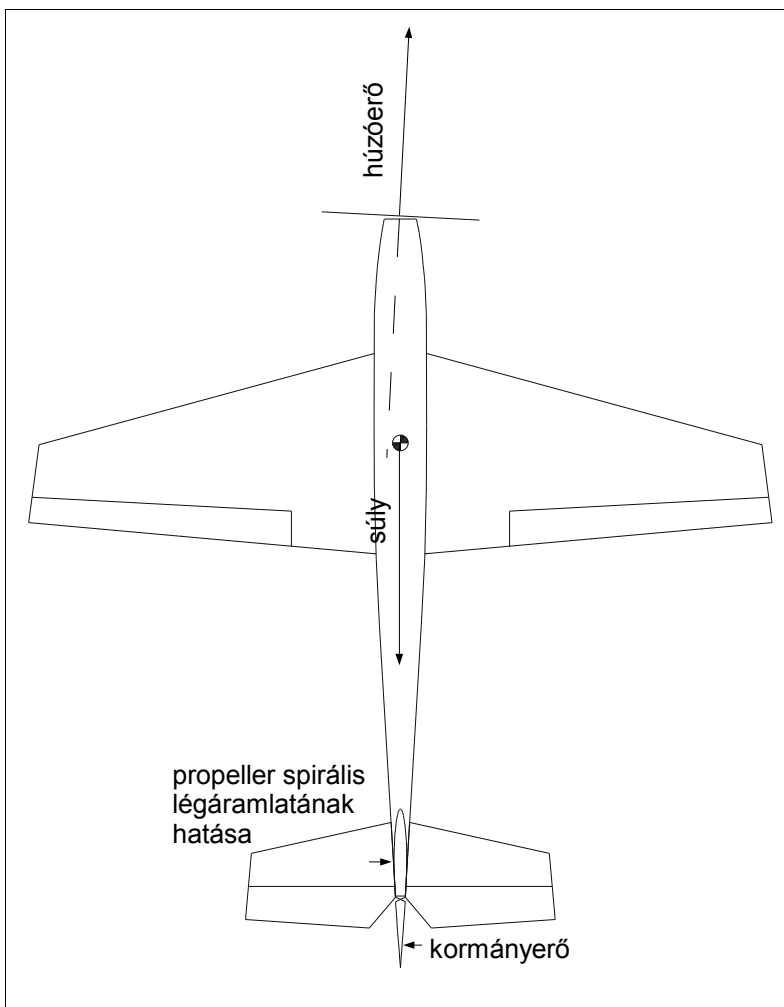 húzóerő
súly
propeller spirális
légáramlatának
hatása
kormányerő